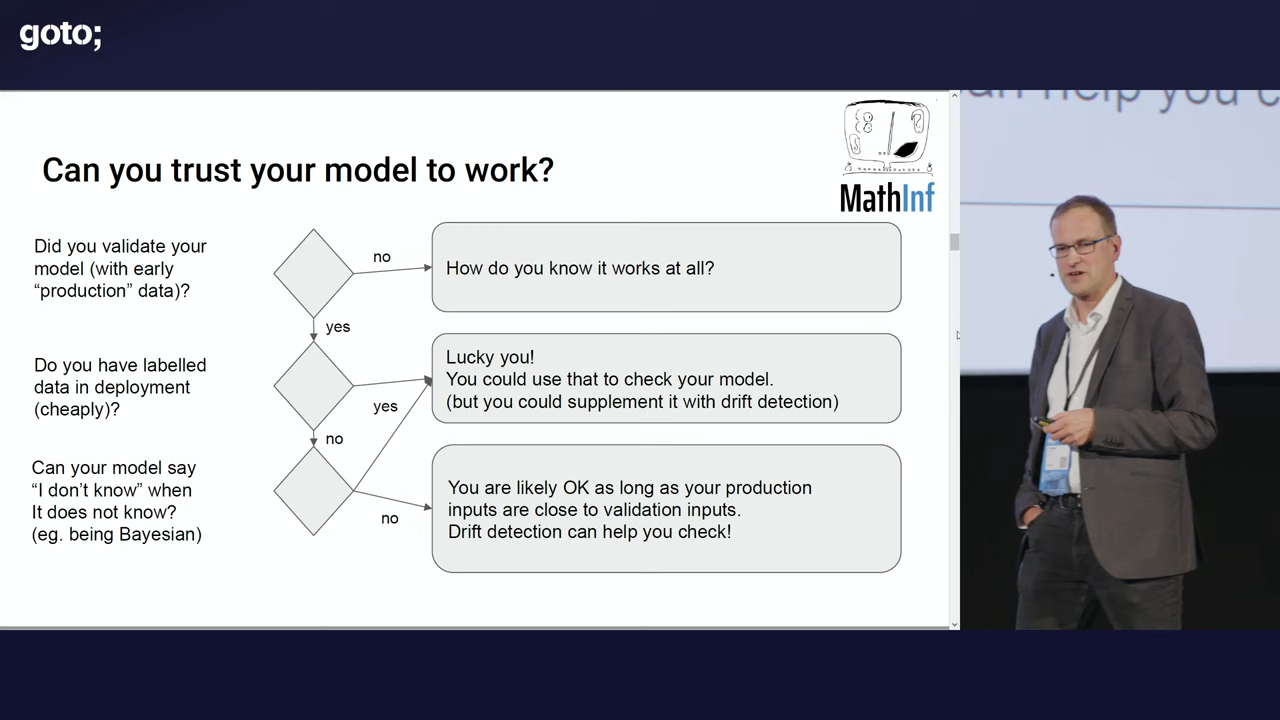 goto;
an help you c
MathInf
Can you trust your model to work?
Did you validate your
model (with early
“production” data)?
no
How do you know it works at all?
yes
Do you have labelled
data in deployment
(cheaply)?
yes
Lucky you!
You could use that to check your model.
(but you could supplement it with drift detection)
no
Can your model say
“I don’t know” when
It does not know?
(eg. being Bayesian)
no
You are likely OK as long as your production
inputs are close to validation inputs.
Drift detection can help you check!